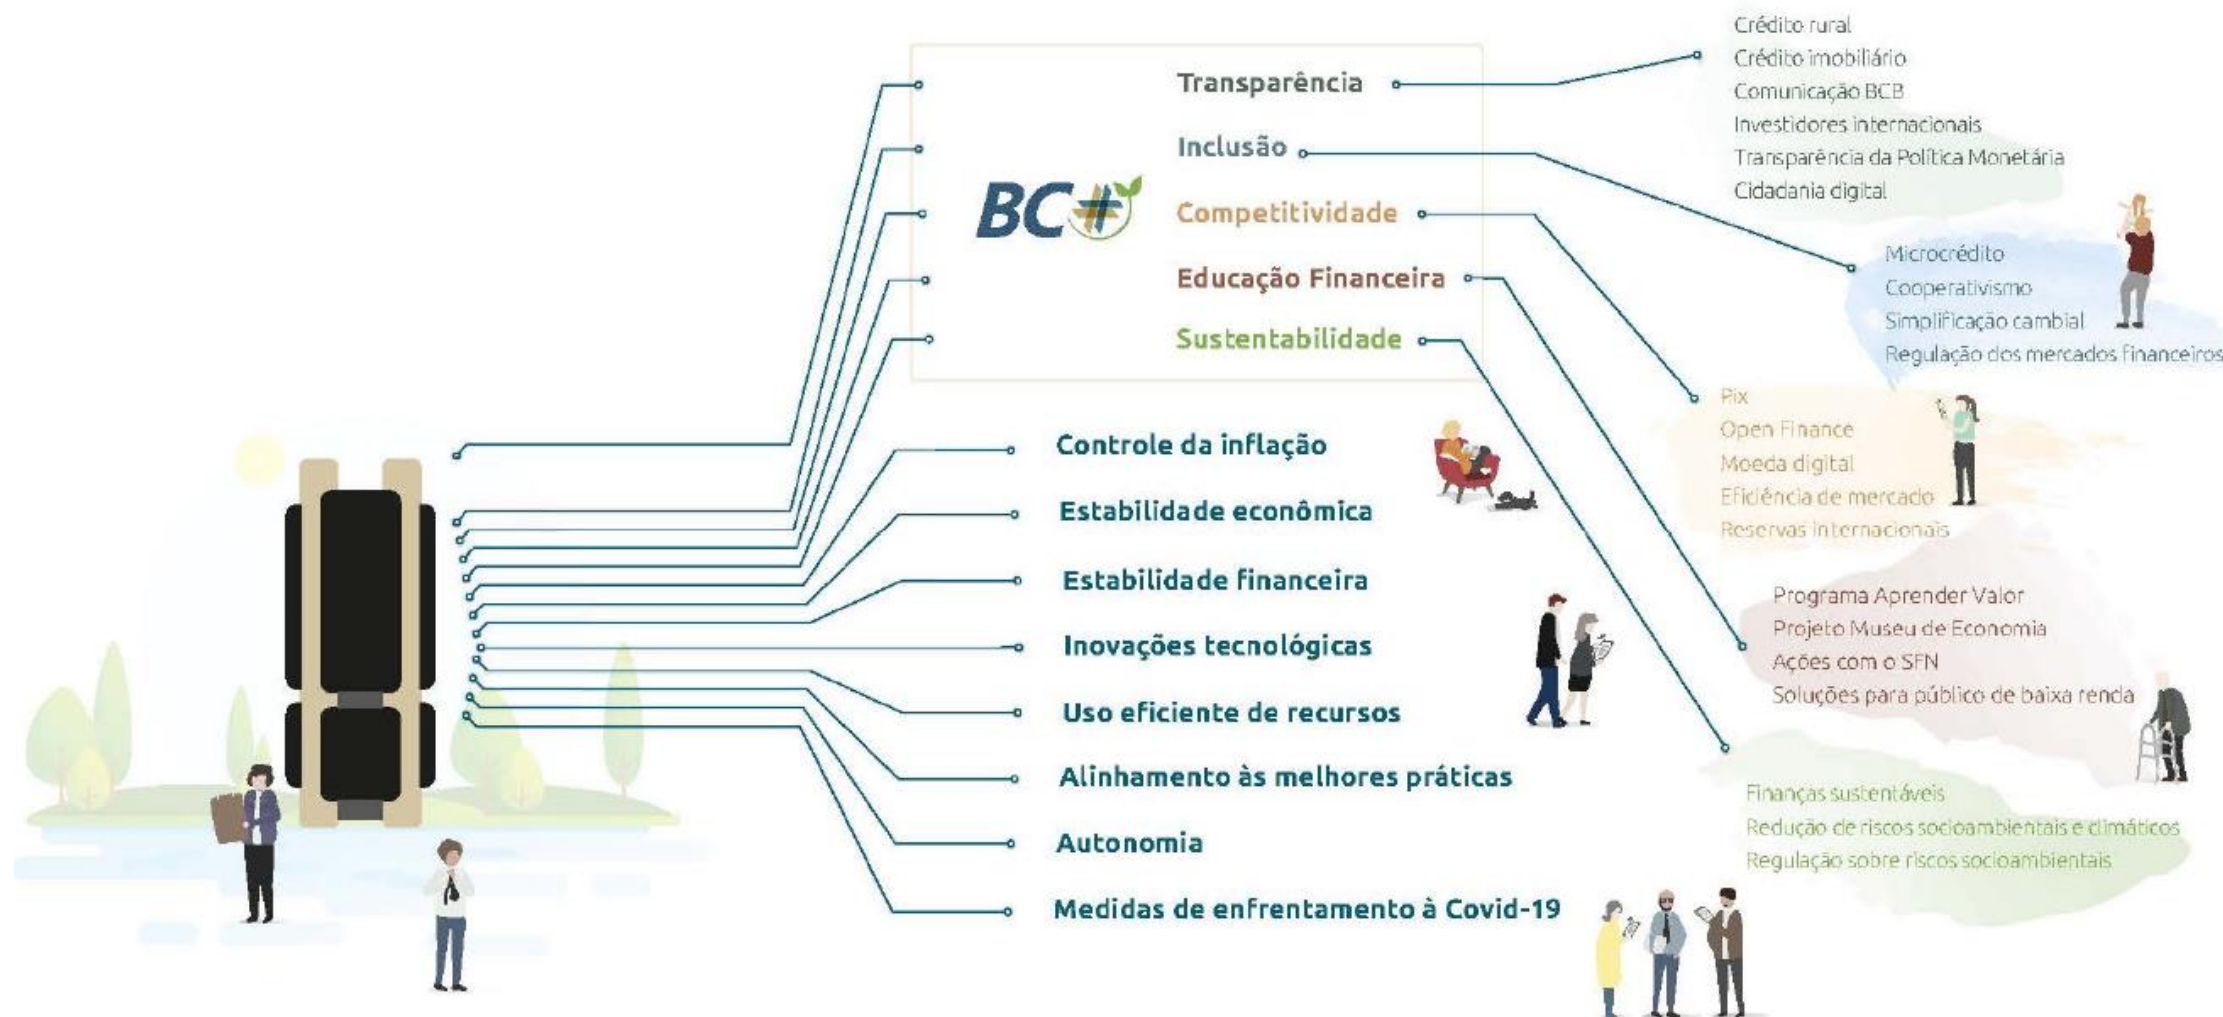 BC#
Transparência
Inclusão
Competitividade
Educação Financeira
Sustentabilidade
Crédito rural
Crédito imobiliário
Comunicação BCB
Investidores internacionais
Transparência da Política Monetária
Cidadania digital
Microcrédito
Cooperativismo
Simplificação cambial
Regulação dos mercados financeiros
Pix
Open Finance
Moeda digital
Eficiência de mercado
Reservas internacionais
Programa Aprender Valor
Projeto Museu de Economia
Ações com o SFN
Soluções para público de baixa renda
Finanças sustentáveis
Redução de riscos socioambientais e climáticos
Regulação sobre riscos socioambientais
Controle da inflação
Estabilidade econômica
Estabilidade financeira
Inovações tecnológicas
Uso eficiente de recursos
Alinhamento às melhores práticas
Autonomia
Medidas de enfrentamento à Covid-19